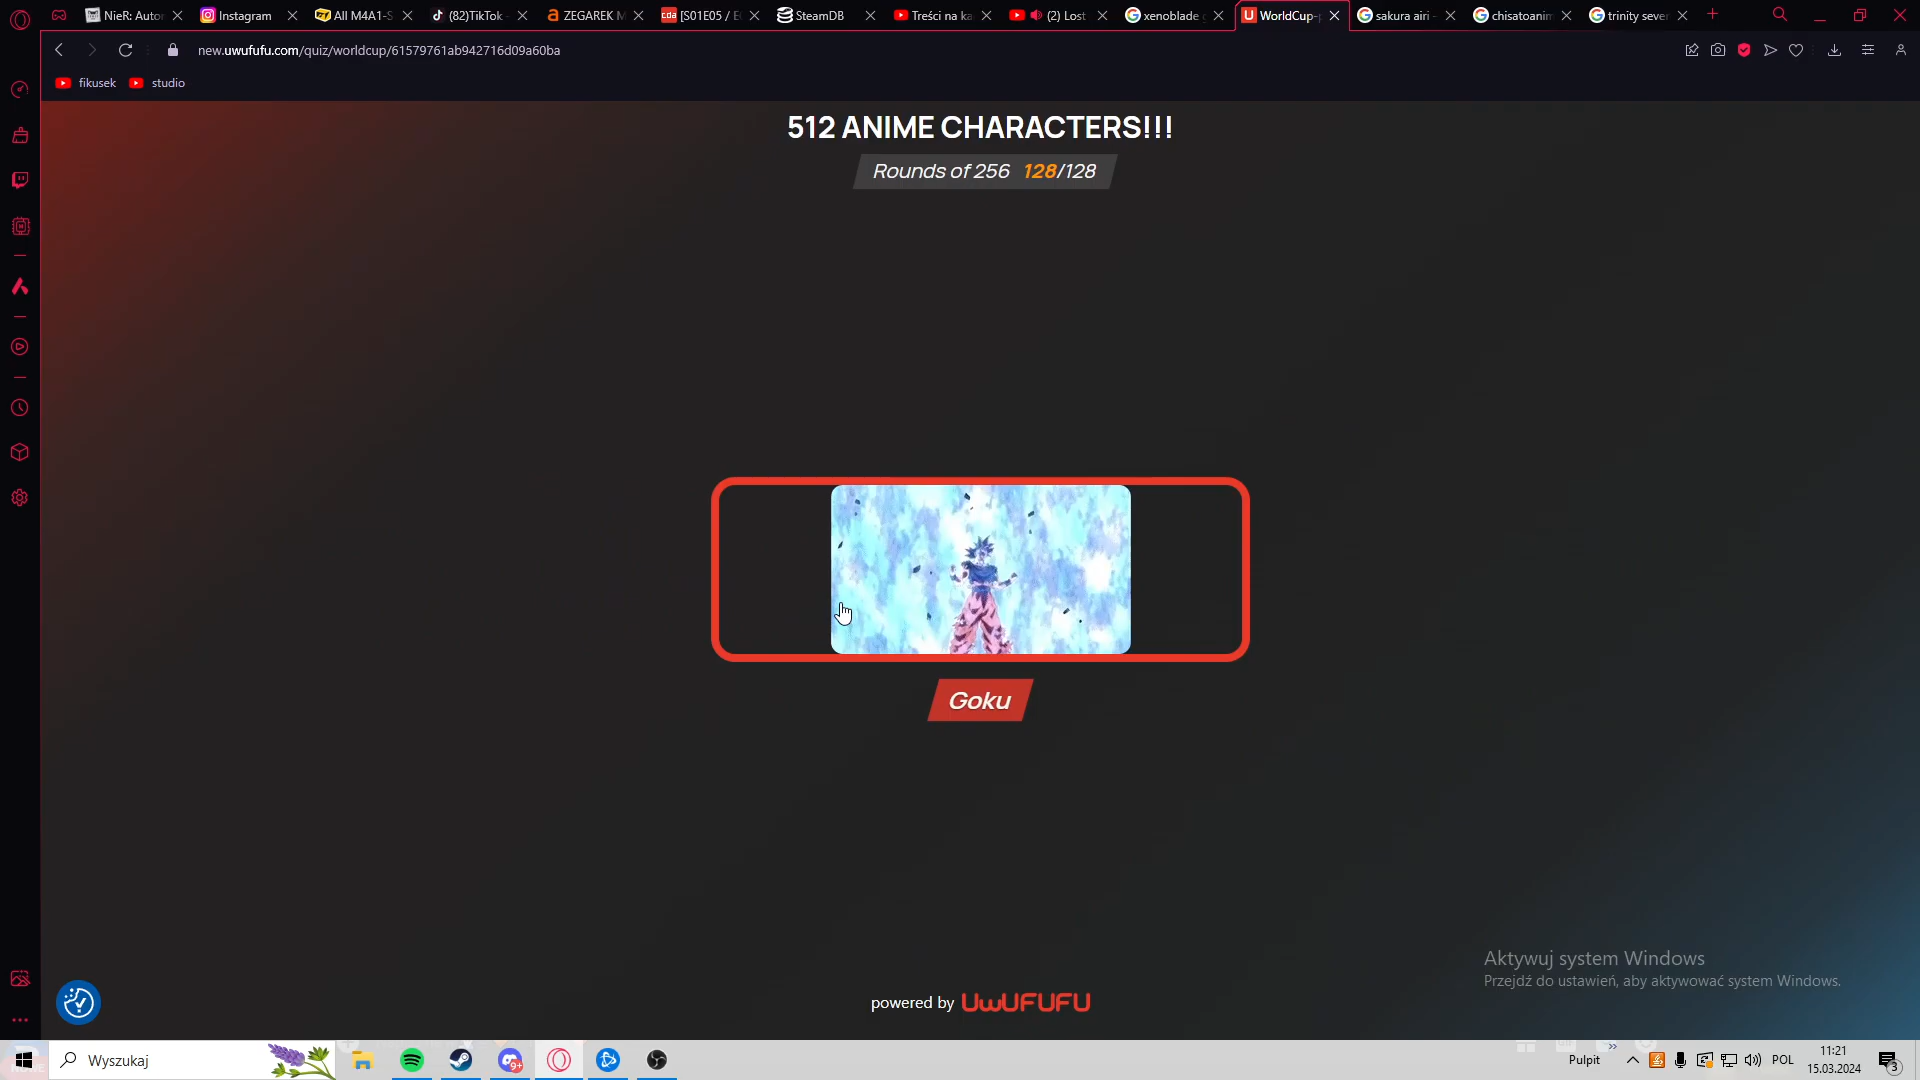 NieR: Auton
Instagram
All M4A1-S
(82)TikTok -
ZEGAREK M
[S01E05 / E
SteamDB
Treści na ka
(2) Lost
xenoblade g
WorldCup-p
sakura airi -
chisatoanim
trinity sever
new.uwufufu.com/quiz/worldcup/61579761ab942716d09a60ba
fikusek
studio
512 ANIME CHARACTERS!!!
Rounds of 256 128/128
Goku
Aktywuj system Windows
Przejdź do ustawień, aby aktywować system Windows.
powered by UwUFUFU
Wyszukaj
9+
Pulpit
POL
11:21
15.03.2024
3